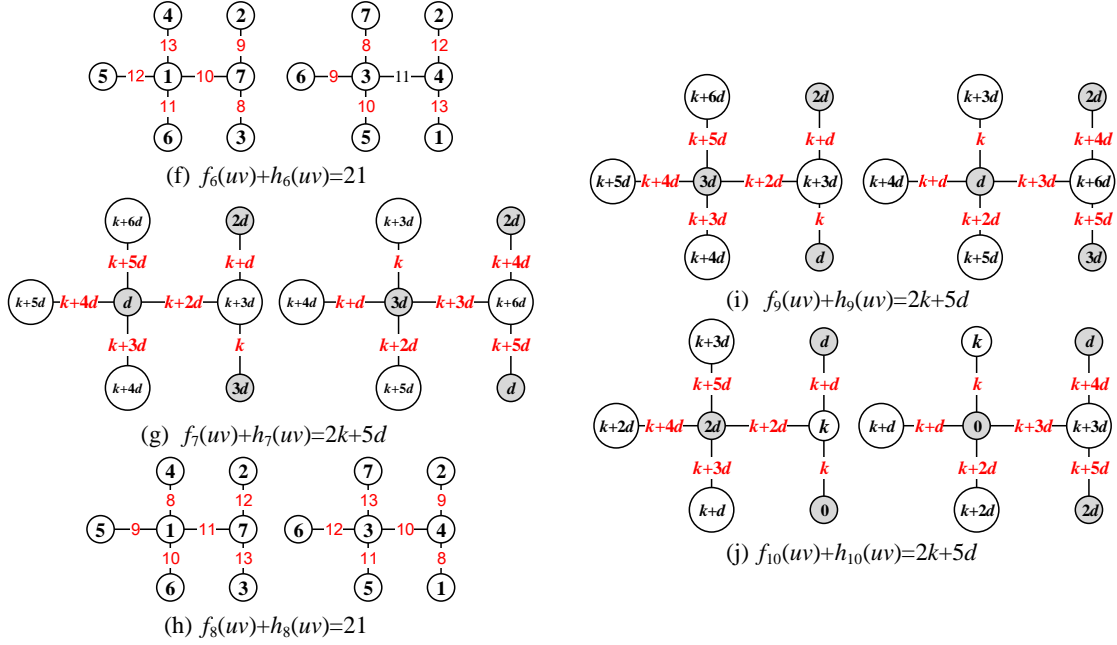 4 2 7 2
13 9 8 12
5 12 1 10 7 6 9 3 11 4
11 8 10 13
6 3 5 1
(f) f6(uv)+h6(uv)=21
k+6d 2d k+3d 2d
k+5d k+d k k+4d
k+5d k+4d d k+2d k+3d k+4d k+d 3d k+3d k+6d
k+3d k k+2d k+5d
k+4d 3d k+5d d
(g) f7(uv)+h7(uv)=2k+5d
4 2 7 2
8 12 13 9
5 9 1 11 7 6 12 3 10 4
10 13 11 8
6 3 5 1
(h) f8(uv)+h8(uv)=21
k+6d 2d k+3d 2d
k+5d k+d k k+4d
k+5d k+4d 3d k+2d k+3d k+4d k+d d k+3d k+6d
k+3d k k+2d k+5d
k+4d d k+5d 3d
(i) f9(uv)+h9(uv)=2k+5d
k+3d d k d
k+5d k+d k k+4d
k+2d k+4d 2d k+2d k k+d k+d 0 k+3d k+3d
k+3d k k+2d k+5d
k+d 0 k+2d 2d
(j) f10(uv)+h10(uv)=2k+5d